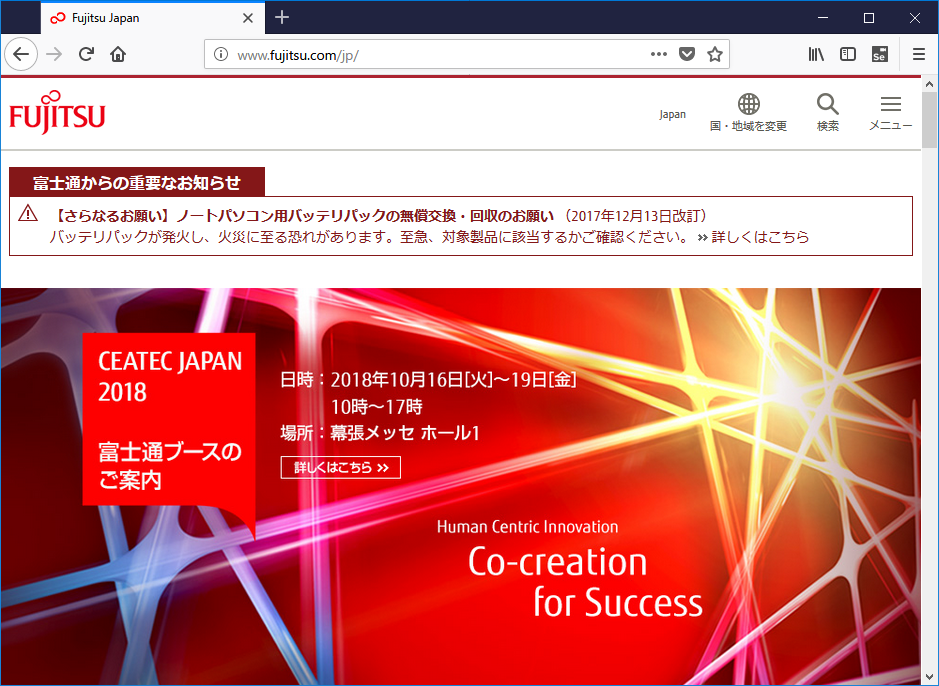 Fujitsu Japan
www.fujitsu.com/jp/
Se
FUJITSU
Japan
国・地域を変更
検索
メニュー
富士通からの重要なお知らせ
【さらなるお願い】ノートパソコン用バッテリパックの無償交換・回収のお願い （2017年12月13日改訂）
バッテリパックが発火し、火災に至る恐れがあります。至急、対象製品に該当するかご確認ください。 ›› 詳しくはこちら
CEATEC JAPAN
2018
富士通ブースの
ご案内
日時：2018年10月16日[火]～19日[金]
10時～17時
場所：幕張メッセ ホール1
詳しくはこちら ››
Human Centric Innovation
Co-creation
for Success